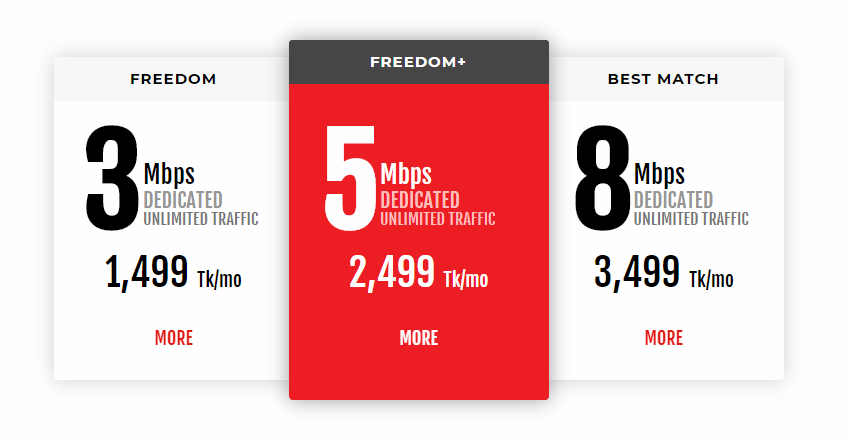 FREEDOM
3 Mbps
DEDICATED
UNLIMITED TRAFFIC
1,499 Tk/mo
MORE
FREEDOM+
5 Mbps
DEDICATED
UNLIMITED TRAFFIC
2,499 Tk/mo
MORE
BEST MATCH
8 Mbps
DEDICATED
UNLIMITED TRAFFIC
3,499 Tk/mo
MORE